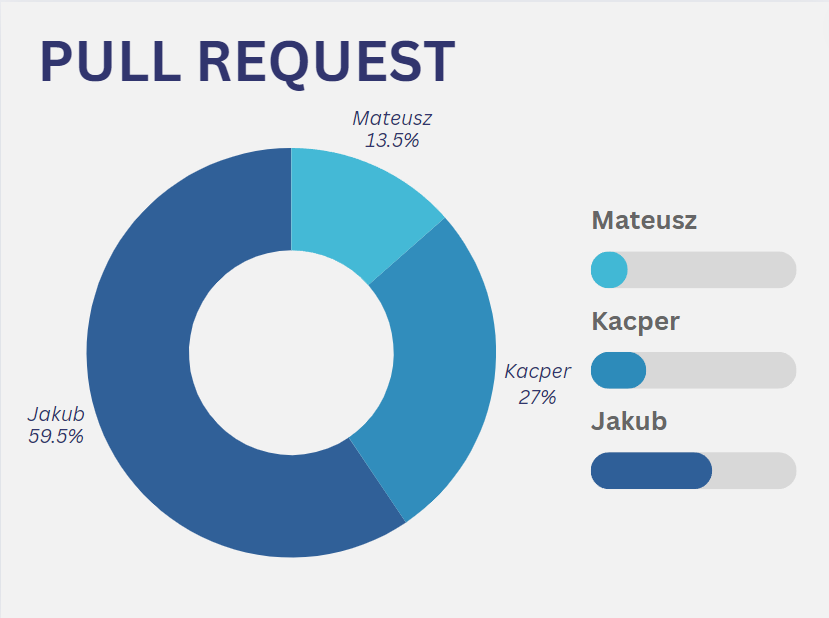 PULL REQUEST
Mateusz
13.5%
Mateusz
Kacper
Kacper
27%
Jakub
59.5%
Jakub